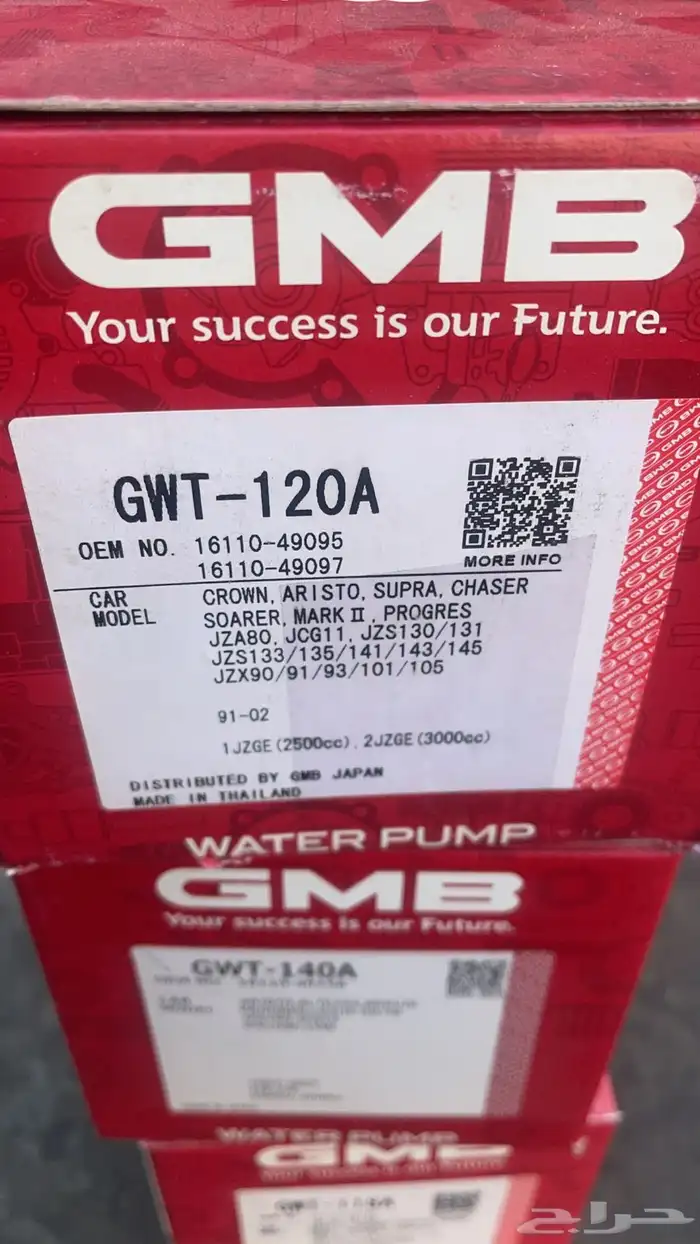 GMB
Your success is our Future.
GWT-120A
OEM NO. 16110-49095
16110-49097
MORE INFO
CAR MODEL
CROWN, ARISTO, SUPRA, CHASER
SOARER, MARK Ⅱ, PROGRES
JZA80, JCG11, JZS130/131
JZS133/135/141/143/145
JZX90/91/93/101/105
91-02
1JZGE(2500cc), 2JZGE(3000cc)
DISTRIBUTED BY GMB JAPAN
MADE IN THAILAND
WATER PUMP
GMB
Your success is our Future.
GWT-140A
WATER PUMP
GMB
حراج